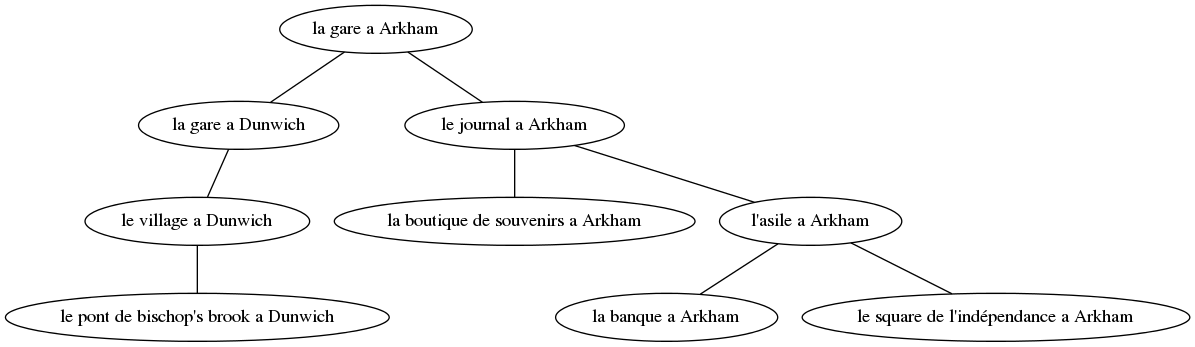 la gare a Arkham
la gare a Dunwich
le journal a Arkham
le village a Dunwich
la boutique de souvenirs a Arkham
l'asile a Arkham
le pont de bischop's brook a Dunwich
la banque a Arkham
le square de l'indépendance a Arkham